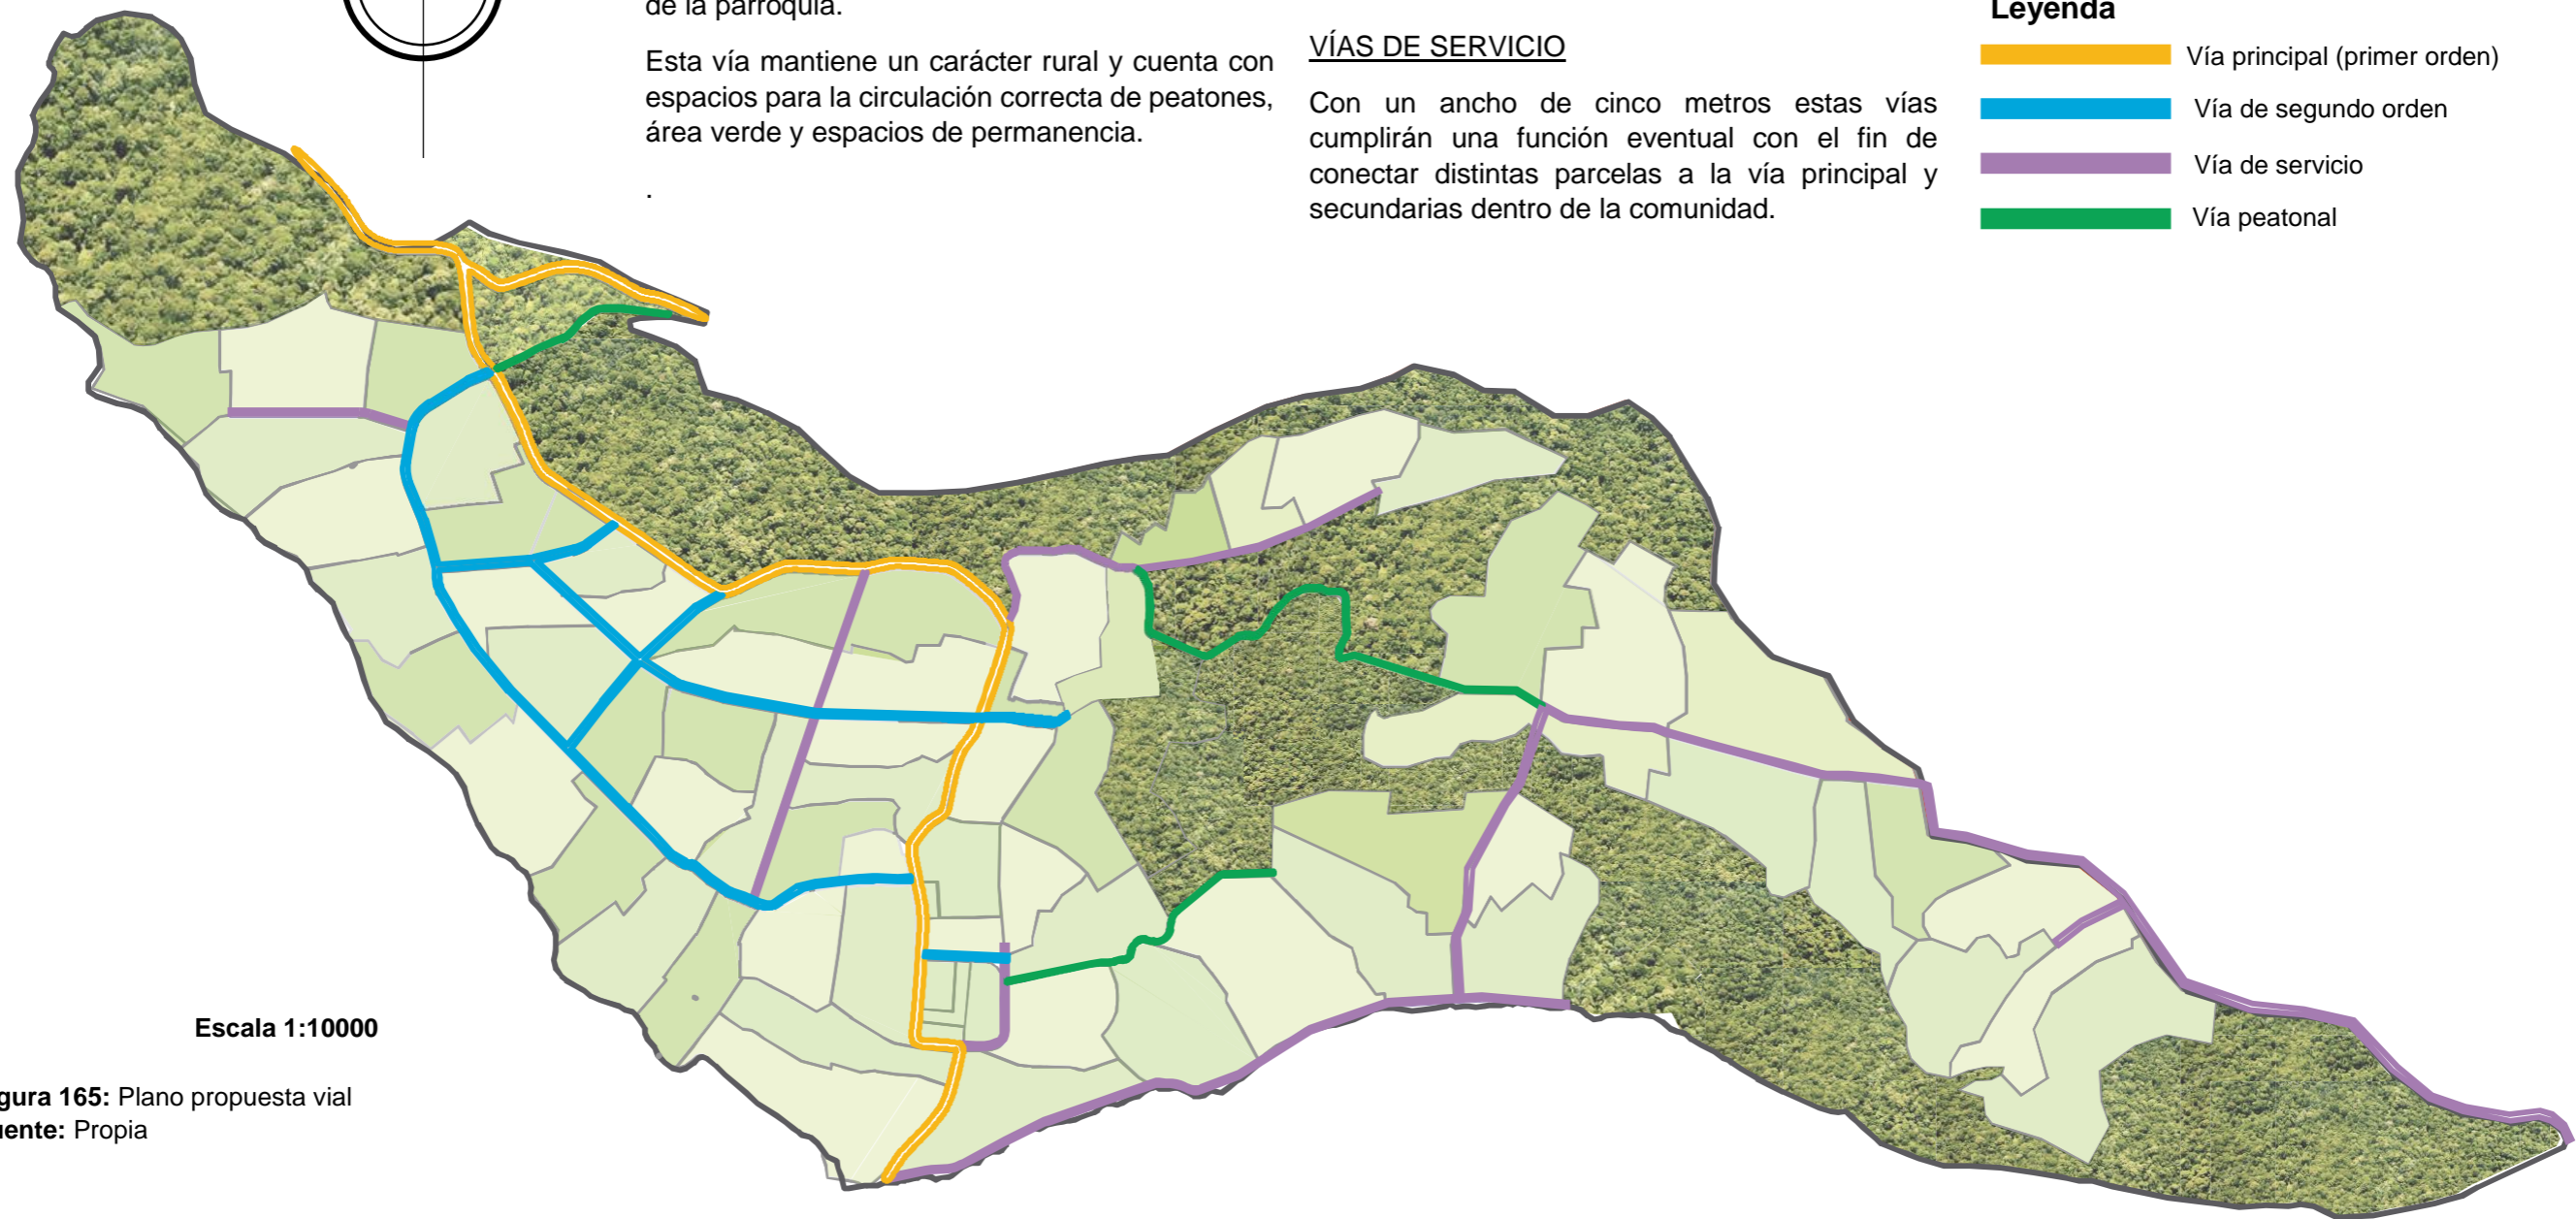 de la parroquia.
Esta vía mantiene un carácter rural y cuenta con
espacios para la circulación correcta de peatones,
área verde y espacios de permanencia.
.
VÍAS DE SERVICIO
Con un ancho de cinco metros estas vías
cumplirán una función eventual con el fin de
conectar distintas parcelas a la vía principal y
secundarias dentro de la comunidad.
Leyenda
Vía principal (primer orden)
Vía de segundo orden
Vía de servicio
Vía peatonal
Escala 1:10000
gura 165: Plano propuesta vial
uente: Propia